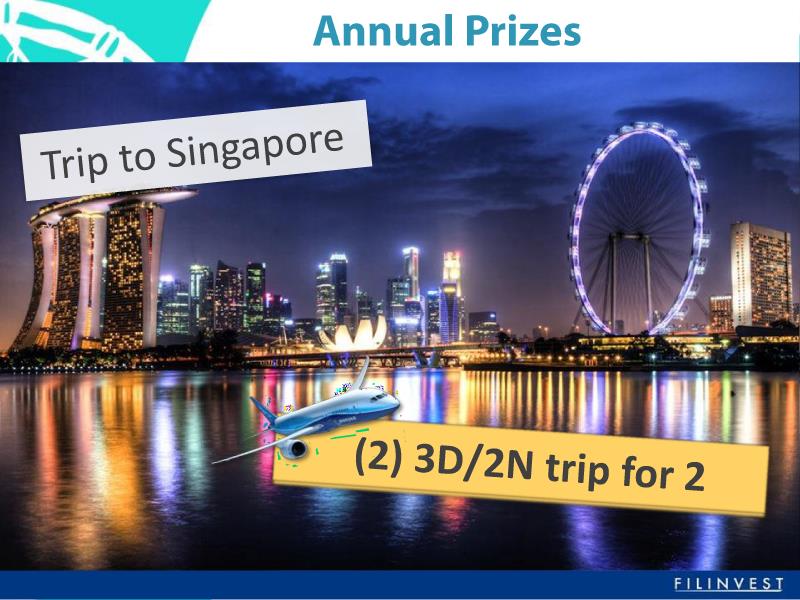 Annual Prizes
Trip to Singapore
(2) 3D/2N trip for 2
FILINVEST